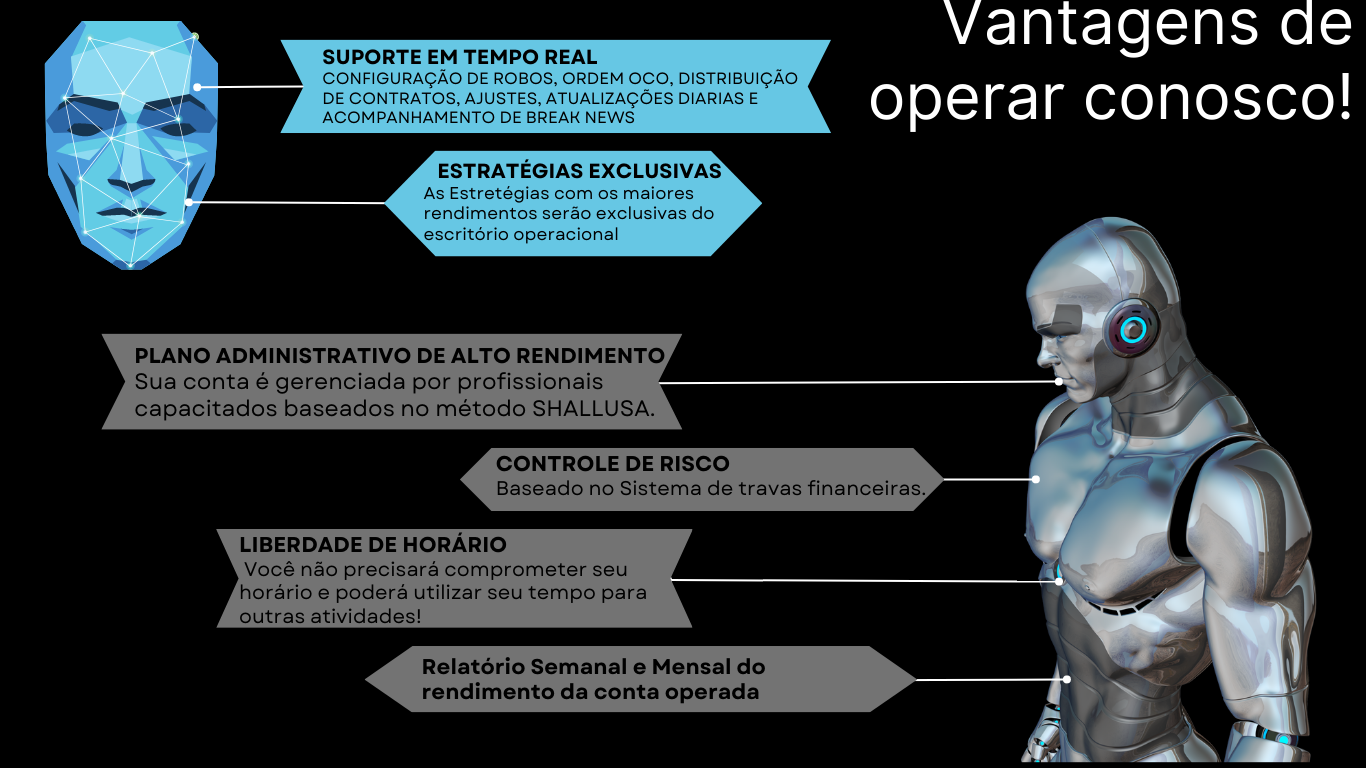 Vantagens de
operar conosco!
SUPORTE EM TEMPO REAL
CONFIGURAÇÃO DE ROBOS, ORDEM OCO, DISTRIBUIÇÃO
DE CONTRATOS, AJUSTES, ATUALIZAÇÕES DIARIAS E
ACOMPANHAMENTO DE BREAK NEWS
ESTRATÉGIAS EXCLUSIVAS
As Estretégias com os maiores
rendimentos serão exclusivas do
escritório operacional
PLANO ADMINISTRATIVO DE ALTO RENDIMENTO
Sua conta é gerenciada por profissionais
capacitados baseados no método SHALLUSA.
CONTROLE DE RISCO
Baseado no Sistema de travas financeiras.
LIBERDADE DE HORÁRIO
Você não precisará comprometer seu
horário e poderá utilizar seu tempo para
outras atividades!
Relatório Semanal e Mensal do
rendimento da conta operada